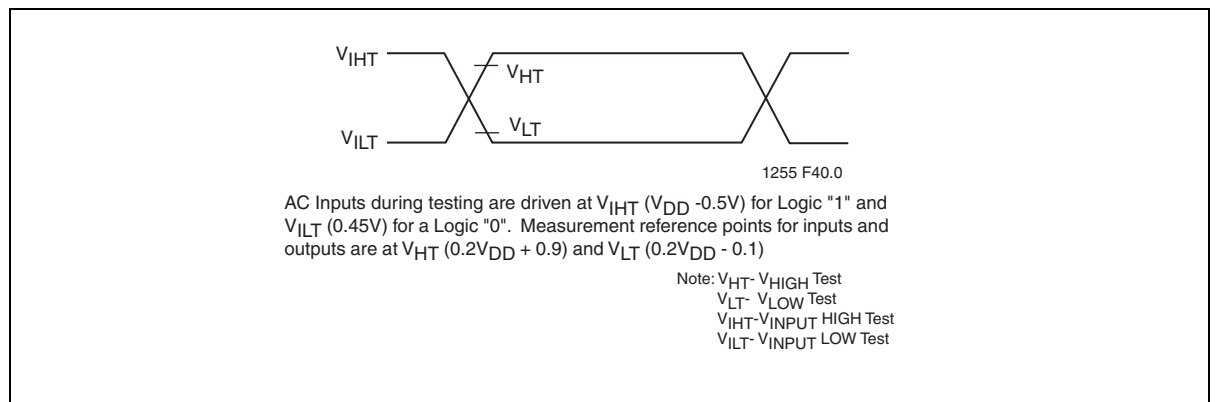 VIHT
VHT
VLT
VILT
1255 F40.0
AC Inputs during testing are driven at VIHT (VDD -0.5V) for Logic "1" and
VILT (0.45V) for a Logic "0". Measurement reference points for inputs and
outputs are at VHT (0.2VDD + 0.9) and VLT (0.2VDD - 0.1)
Note: VHT- VHIGH Test
VLT- VLOW Test
VIHT-VINPUT HIGH Test
VILT- VINPUT LOW Test